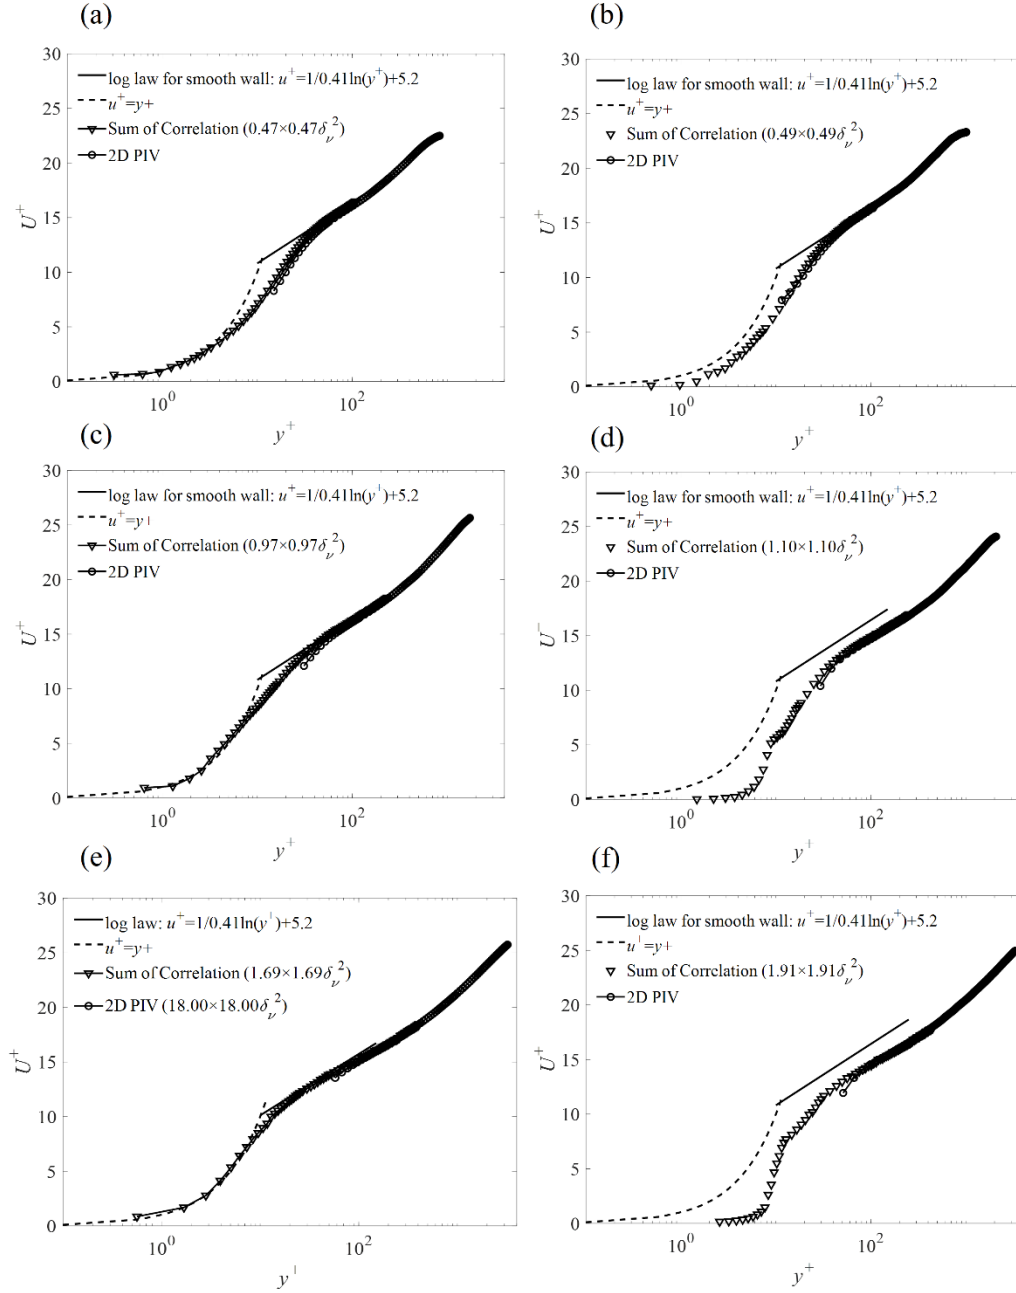 (a)
(b)
30
25
20
15
10
5
0
U⁺
log law for smooth wall: u⁺=1/0.41ln(y⁺)+5.2
u⁺=y+
Sum of Correlation (0.47×0.47δ_ν²)
2D PIV
10⁰
10²
y⁺
30
25
20
15
10
5
0
U⁺
log law for smooth wall: u⁺=1/0.41ln(y⁺)+5.2
u⁺=y+
Sum of Correlation (0.49×0.49δ_ν²)
2D PIV
10⁰
10²
y⁺
(c)
(d)
30
25
20
15
10
5
0
U⁺
log law for smooth wall: u⁺=1/0.41ln(y⁺)+5.2
u⁺=y+
Sum of Correlation (0.97×0.97δ_ν²)
2D PIV
10⁰
10²
y⁺
30
25
20
15
10
5
0
U⁻
log law for smooth wall: u⁺=1/0.41ln(y⁺)+5.2
u⁺=y+
Sum of Correlation (1.10×1.10δ_ν²)
2D PIV
10⁰
10²
y⁺
(e)
(f)
30
25
20
15
10
5
0
U⁺
log law: u⁺=1/0.41ln(y⁺)+5.2
u⁺=y+
Sum of Correlation (1.69×1.69δ_ν²)
2D PIV (18.00×18.00δ_ν²)
10⁰
10²
y⁺
30
25
20
15
10
5
0
U⁺
log law for smooth wall: u⁺=1/0.41ln(y⁺)+5.2
u⁺=y+
Sum of Correlation (1.91×1.91δ_ν²)
2D PIV
10⁰
10²
y⁺